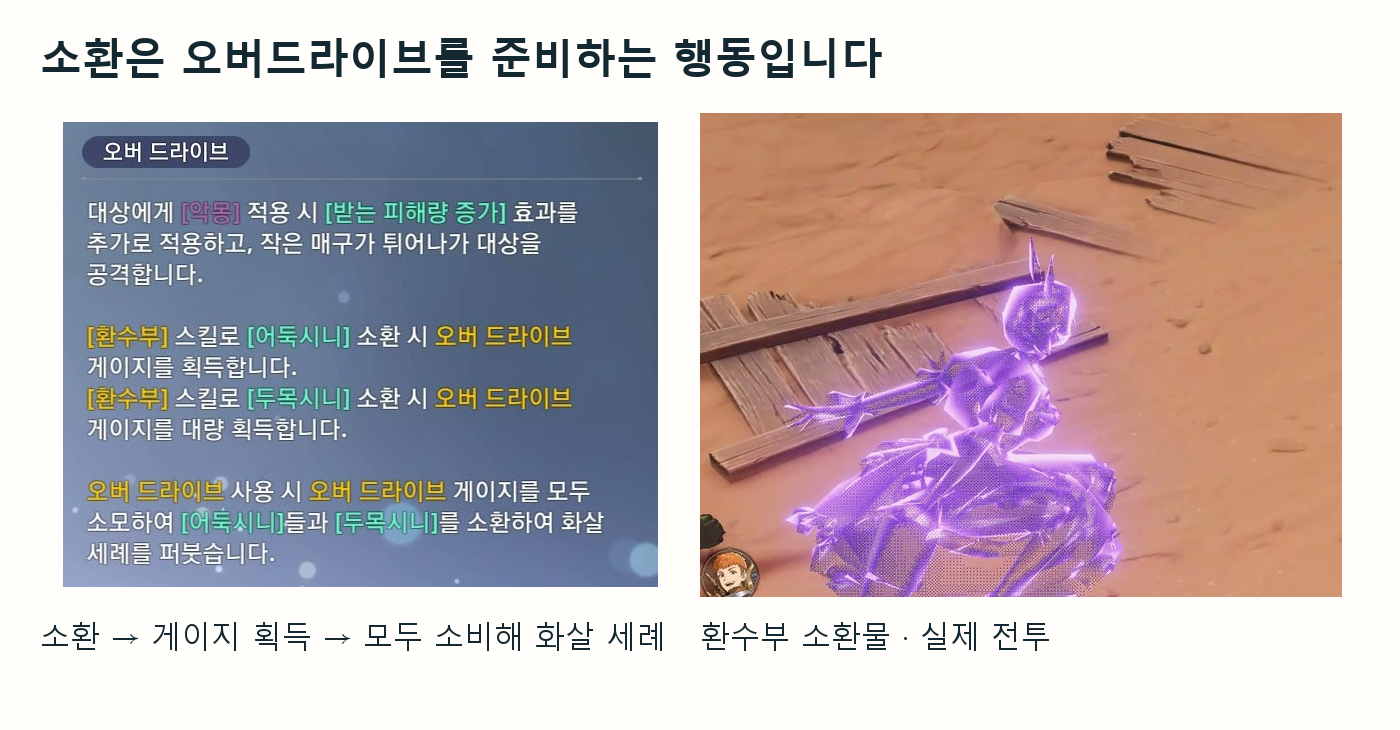 소환은 오버드라이브를 준비하는 행동입니다
오버 드라이브
대상에게 [악몽] 적용 시 [받는 피해량 증가] 효과를
추가로 적용하고, 작은 매구가 튀어나가 대상을
공격합니다.
[환수부] 스킬로 [어둑시니] 소환 시 오버 드라이브
게이지를 획득합니다.
[환수부] 스킬로 [두목시니] 소환 시 오버 드라이브
게이지를 대량 획득합니다.
오버 드라이브 사용 시 오버 드라이브 게이지를 모두
소모하여 [어둑시니]들과 [두목시니]를 소환하여 화살
세례를 퍼붓습니다.
소환 → 게이지 획득 → 모두 소비해 화살 세례
환수부 소환물 · 실제 전투